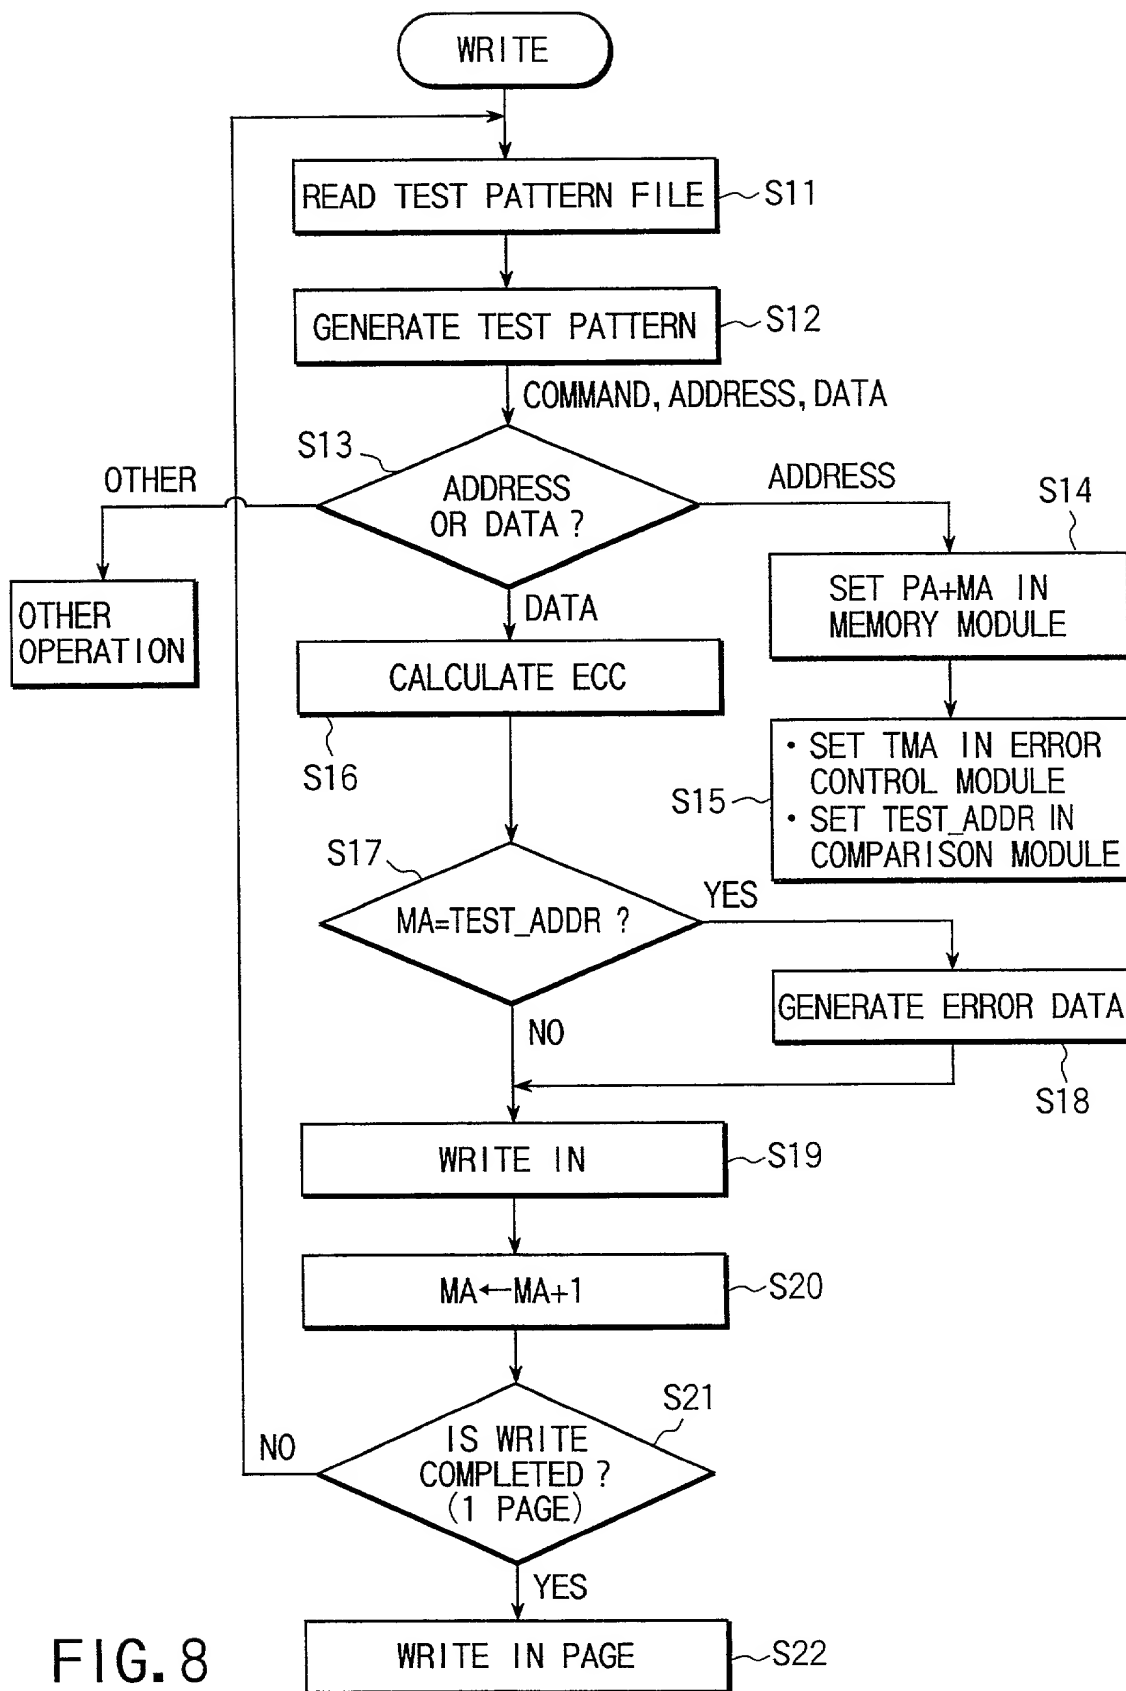 WRITE
READ TEST PATTERN FILE
S11
GENERATE TEST PATTERN
S12
COMMAND, ADDRESS, DATA
S13
OTHER
ADDRESS
OR DATA ?
ADDRESS
S14
OTHER
OPERATION
DATA
SET PA+MA IN
MEMORY MODULE
CALCULATE ECC
S16
S15
• SET TMA IN ERROR
CONTROL MODULE
• SET TEST_ADDR IN
COMPARISON MODULE
S17
MA=TEST_ADDR ?
YES
NO
GENERATE ERROR DATA
S18
WRITE IN
S19
MA←MA+1
S20
S21
IS WRITE
COMPLETED ?
(1 PAGE)
NO
YES
WRITE IN PAGE
S22
FIG. 8